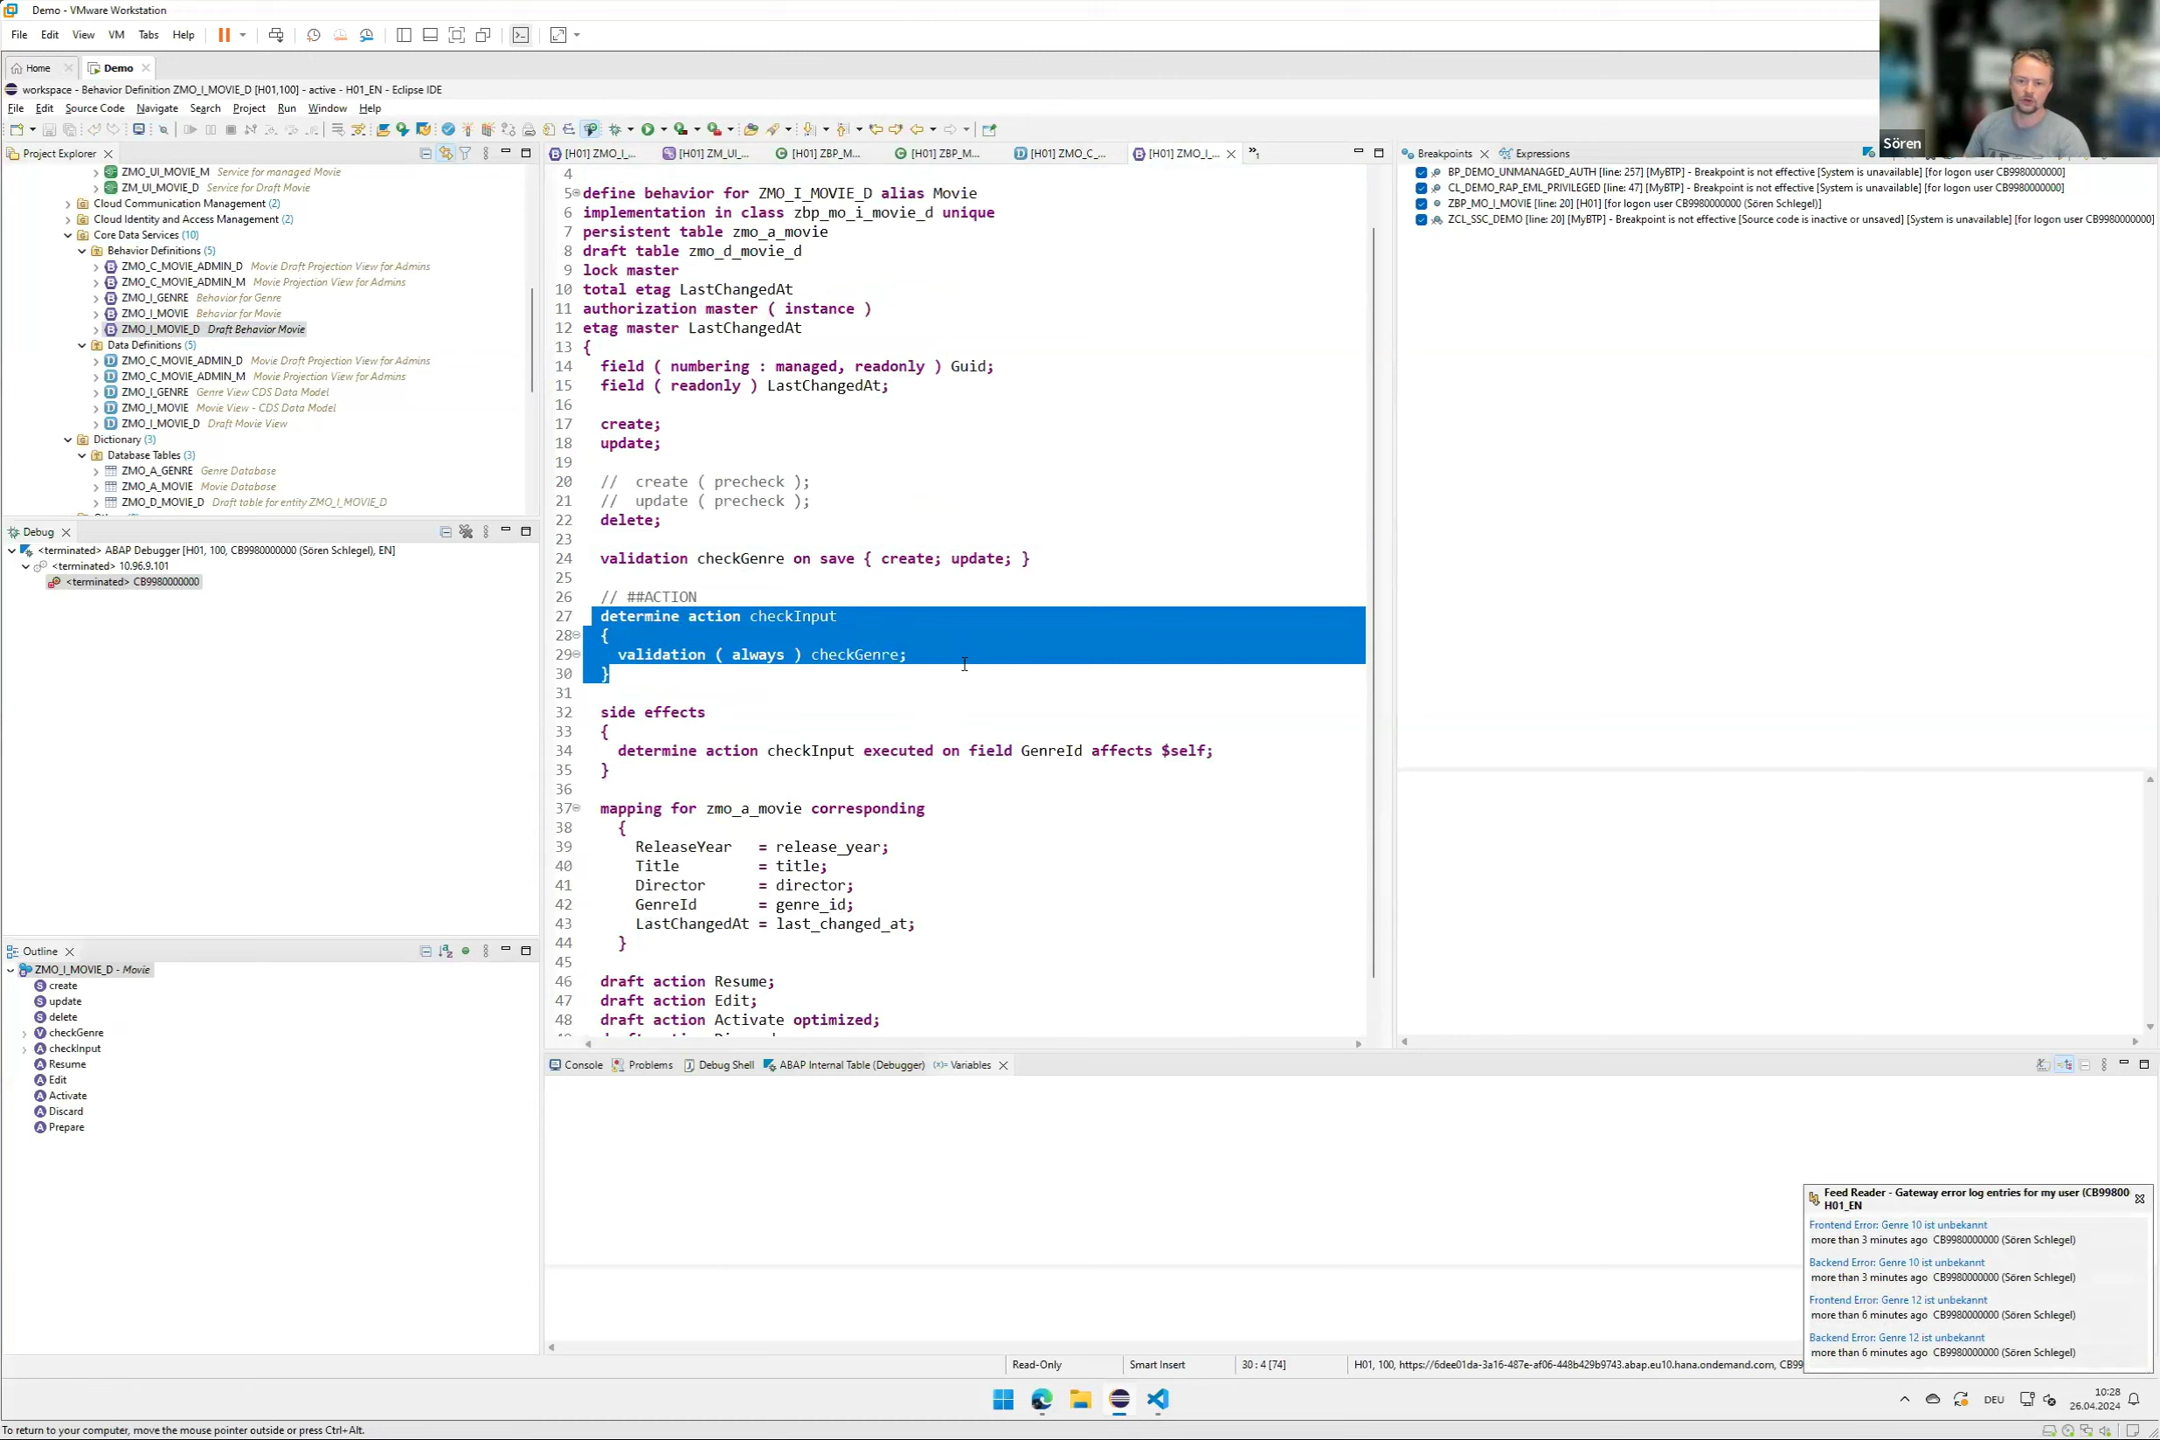 Demo - VMware Workstation
File Edit View VM Tabs Help
Home Demo
workspace - Behavior Definition ZMO_I_MOVIE_D [H01,100] - active - H01_EN - Eclipse IDE
File Edit Source Code Navigate Search Project Run Window Help
Project Explorer
ZMO_UI_MOVIE_M Service for managed Movie
ZM_UI_MOVIE_D Service for Draft Movie
Cloud Communication Management (2)
Cloud Identity and Access Management (2)
Core Data Services (10)
Behavior Definitions (5)
ZMO_C_MOVIE_ADMIN_D Movie Draft Projection View for Admins
ZMO_C_MOVIE_ADMIN_M Movie Projection View for Admins
ZMO_I_GENRE Behavior for Genre
ZMO_I_MOVIE Behavior for Movie
ZMO_I_MOVIE_D Draft Behavior Movie
Data Definitions (5)
ZMO_C_MOVIE_ADMIN_D Movie Draft Projection View for Admins
ZMO_C_MOVIE_ADMIN_M Movie Projection View for Admins
ZMO_I_GENRE Genre View CDS Data Model
ZMO_I_MOVIE Movie View - CDS Data Model
ZMO_I_MOVIE_D Draft Movie View
Dictionary (3)
Database Tables (3)
ZMO_A_GENRE Genre Database
ZMO_A_MOVIE Movie Database
ZMO_D_MOVIE_D Draft table for entity ZMO_I_MOVIE_D
Debug
<terminated> ABAP Debugger [H01, 100, CB9980000000 (Sören Schlegel), EN]
<terminated> 10.96.9.101
<terminated> CB9980000000
Outline
ZMO_I_MOVIE_D - Movie
create
update
delete
checkGenre
checkInput
Resume
Edit
Activate
Discard
Prepare
[H01] ZMO_I_... [H01] ZM_UI_... [H01] ZBP_M... [H01] ZBP_M... [H01] ZMO_C_... [H01] ZMO_I_...
4
5 define behavior for ZMO_I_MOVIE_D alias Movie
6 implementation in class zbp_mo_i_movie_d unique
7 persistent table zmo_a_movie
8 draft table zmo_d_movie_d
9 lock master
10 total etag LastChangedAt
11 authorization master ( instance )
12 etag master LastChangedAt
13 {
14 field ( numbering : managed, readonly ) Guid;
15 field ( readonly ) LastChangedAt;
16
17 create;
18 update;
19
20 // create ( precheck );
21 // update ( precheck );
22 delete;
23
24 validation checkGenre on save { create; update; }
25
26 // ##ACTION
27 determine action checkInput
28 {
29 validation ( always ) checkGenre;
30 }
31
32 side effects
33 {
34 determine action checkInput executed on field GenreId affects $self;
35 }
36
37 mapping for zmo_a_movie corresponding
38 {
39 ReleaseYear = release_year;
40 Title = title;
41 Director = director;
42 GenreId = genre_id;
43 LastChangedAt = last_changed_at;
44 }
45
46 draft action Resume;
47 draft action Edit;
48 draft action Activate optimized;
Breakpoints Expressions
BP_DEMO_UNMANAGED_AUTH [line: 257] [MyBTP] - Breakpoint is not effective [System is unavailable] [for logon user CB9980000000]
CL_DEMO_RAP_EML_PRIVILEGED [line: 47] [MyBTP] - Breakpoint is not effective [System is unavailable] [for logon user CB9980000000]
ZBP_MO_I_MOVIE [line: 20] [H01] [for logon user CB9980000000 (Sören Schlegel)]
ZCL_SSC_DEMO [line: 20] [MyBTP] - Breakpoint is not effective [Source code is inactive or unsaved] [System is unavailable] [for logon user CB9980000000]
Sören
Console Problems Debug Shell ABAP Internal Table (Debugger) (x)= Variables
Feed Reader - Gateway error log entries for my user (CB99800
H01_EN
Frontend Error: Genre 10 ist unbekannt
more than 3 minutes ago CB9980000000 (Sören Schlegel)
Backend Error: Genre 10 ist unbekannt
more than 3 minutes ago CB9980000000 (Sören Schlegel)
Frontend Error: Genre 12 ist unbekannt
more than 6 minutes ago CB9980000000 (Sören Schlegel)
Backend Error: Genre 12 ist unbekannt
more than 6 minutes ago CB9980000000 (Sören Schlegel)
Read-Only Smart Insert 30 : 4 [74] H01, 100, https://6dee01da-3a16-487e-af06-448b429b9743.abap.eu10.hana.ondemand.com, CB99
DEU 10:28
26.04.2024
To return to your computer, move the mouse pointer outside or press Ctrl+Alt.